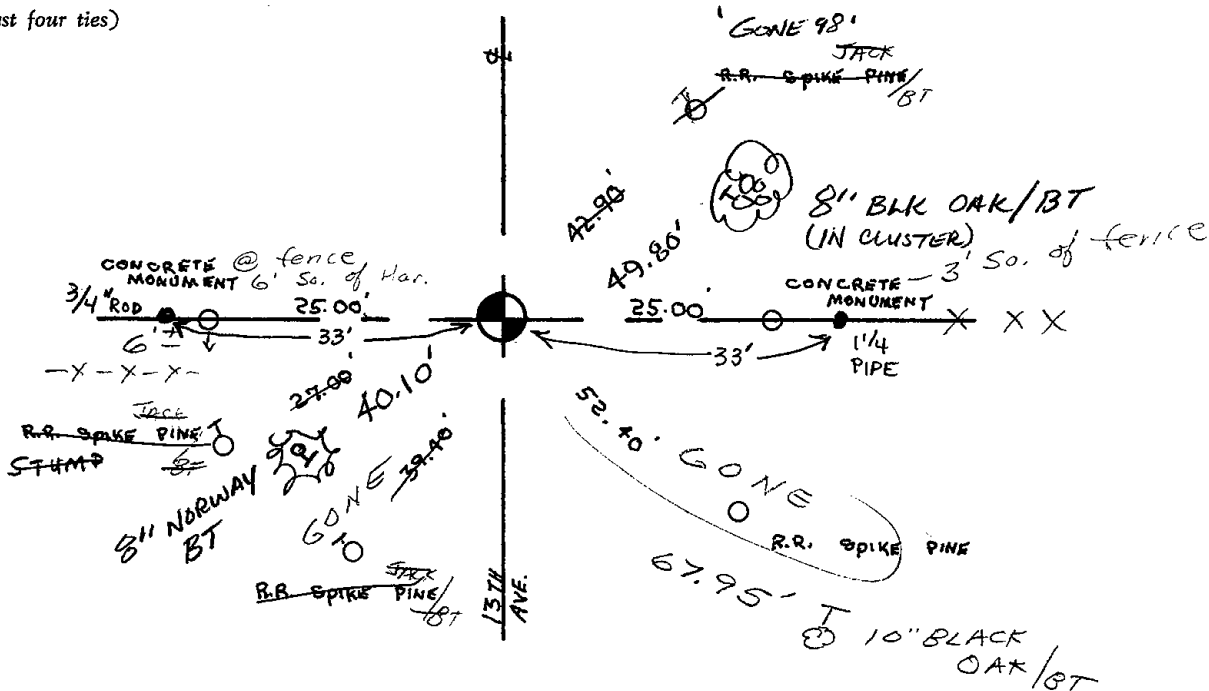 st four ties)
'GONE 98'
JACK
R.R. SPIKE PINE/
BT
42.90'
49.80'
8" BLK OAK/BT
(IN CLUSTER)
CONCRETE — 3' So. of fence
MONUMENT
25.00'
33'
1 1/4
PIPE
X X X
CONCRETE @ fence
MONUMENT 6' So. of
3/4" ROD
25.00'
33'
6'
-X-X-X-
27.00'
40.10'
JACK
R.R. SPIKE PINE
STUMP
BT
8" NORWAY
BT
GONE
39.40'
JACK
R.R. SPIKE PINE/
BT
13TH
AVE.
52.40' GONE
R.R. SPIKE PINE
67.95'
10" BLACK
OAK/BT